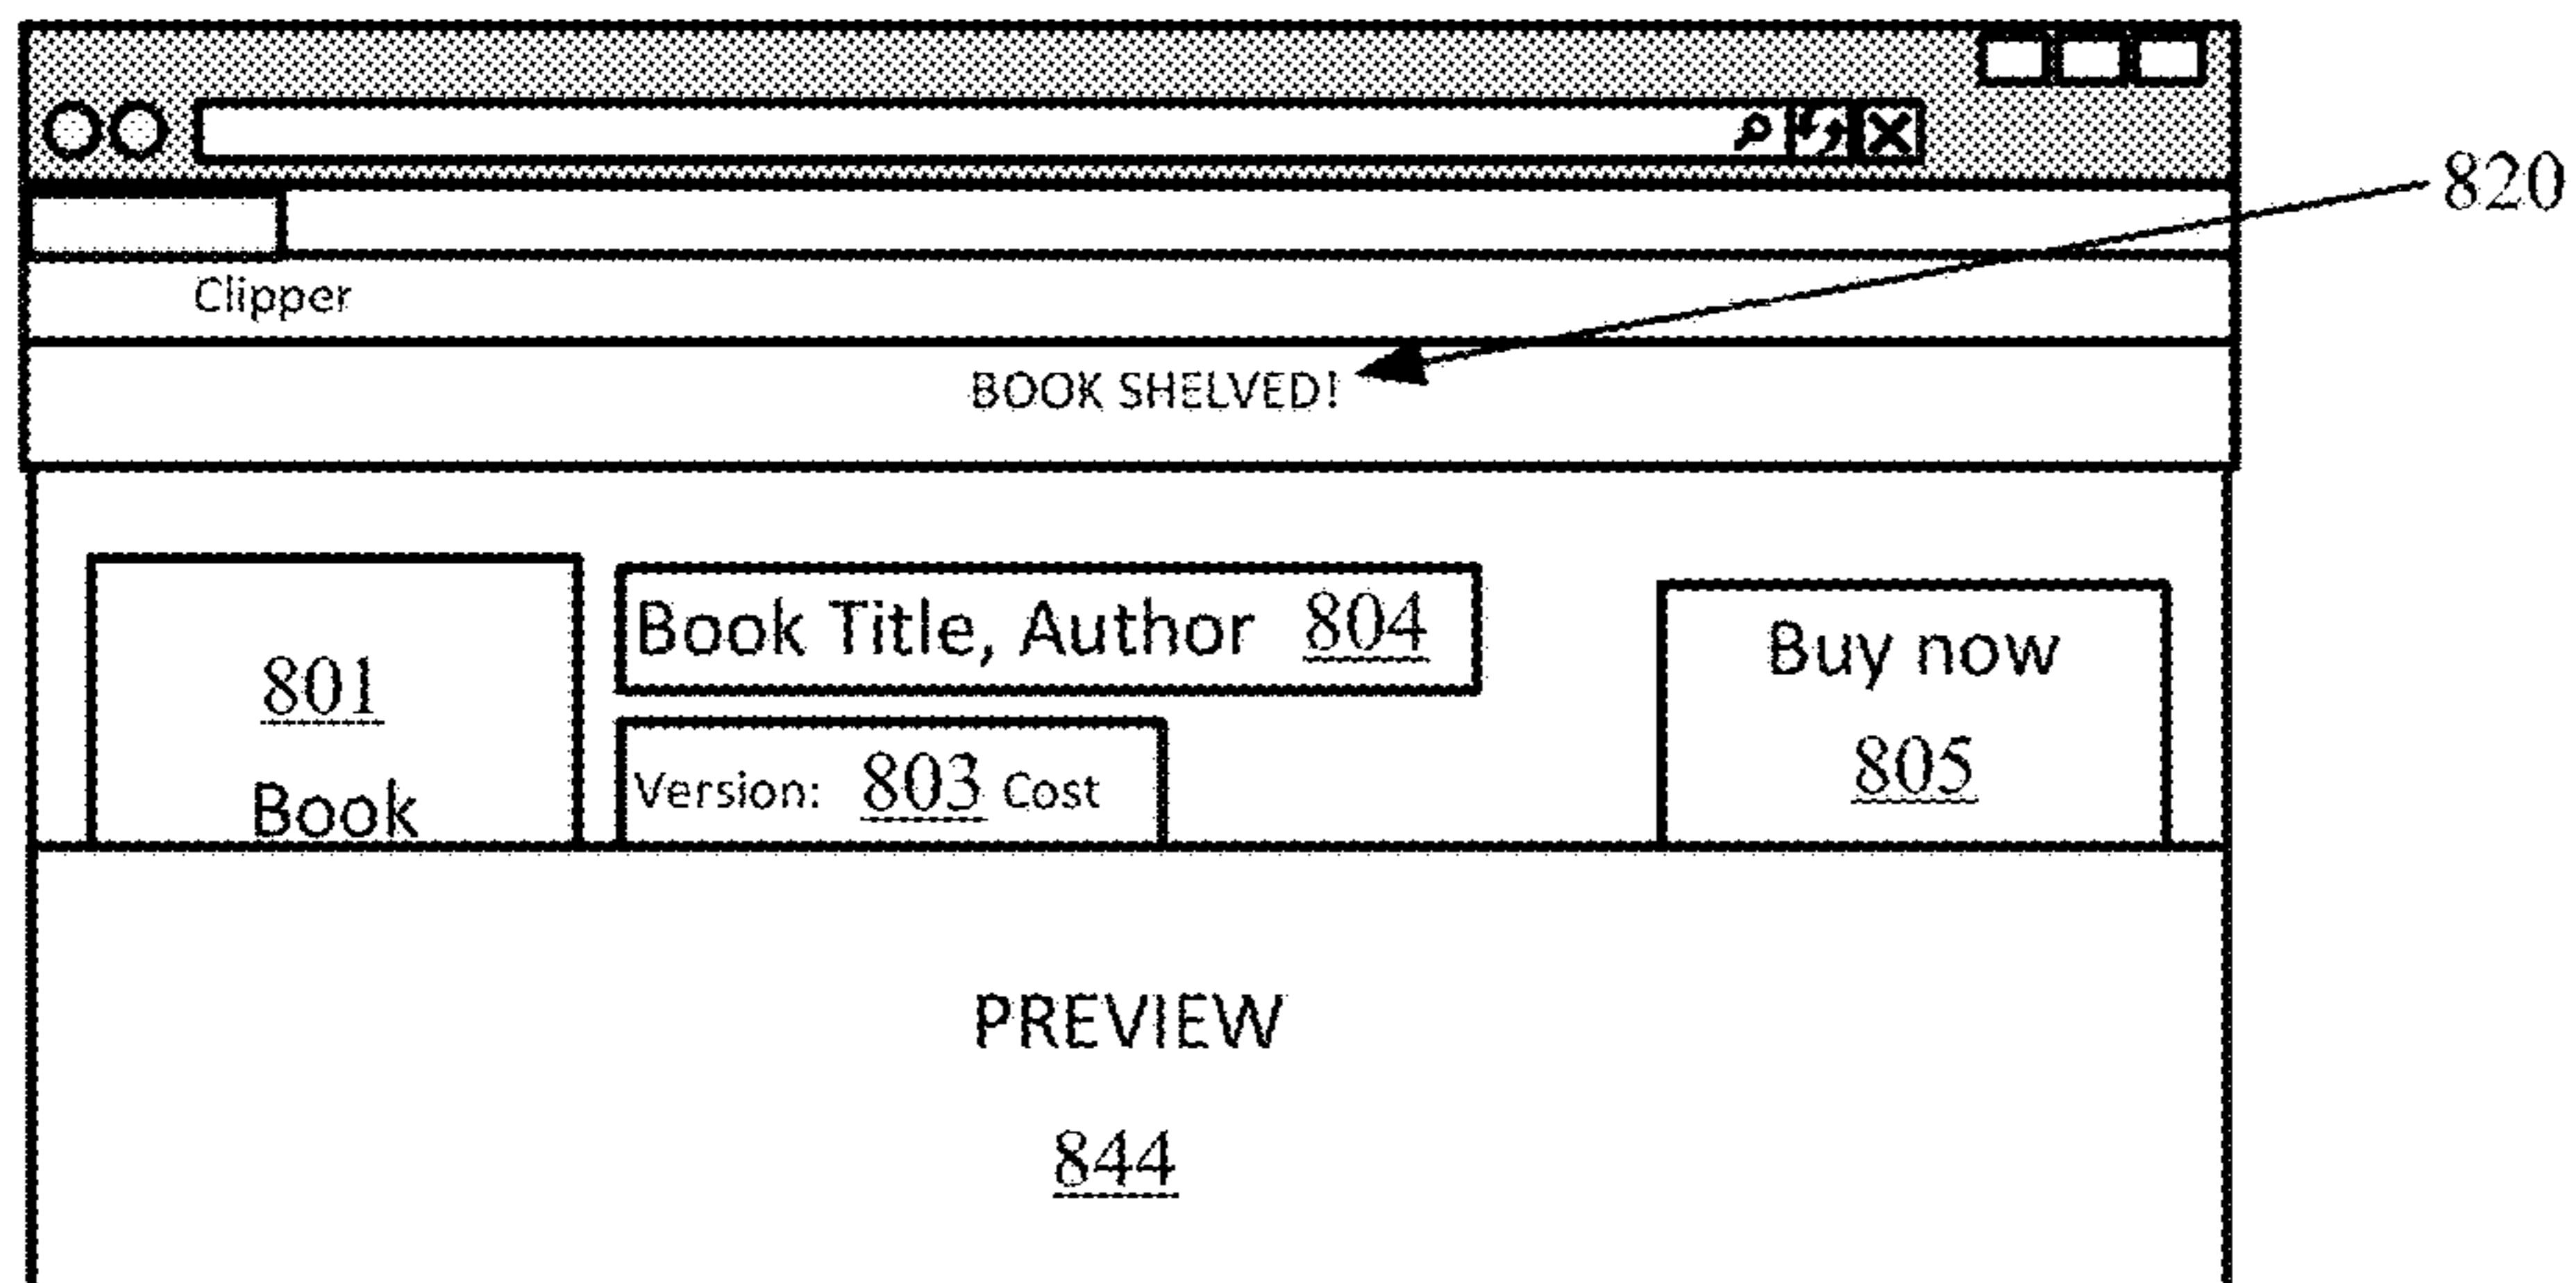 820
Clipper
BOOK SHELVED!
Book Title, Author 804
Buy now
801
805
Version: 803 Cost
Book
PREVIEW
844